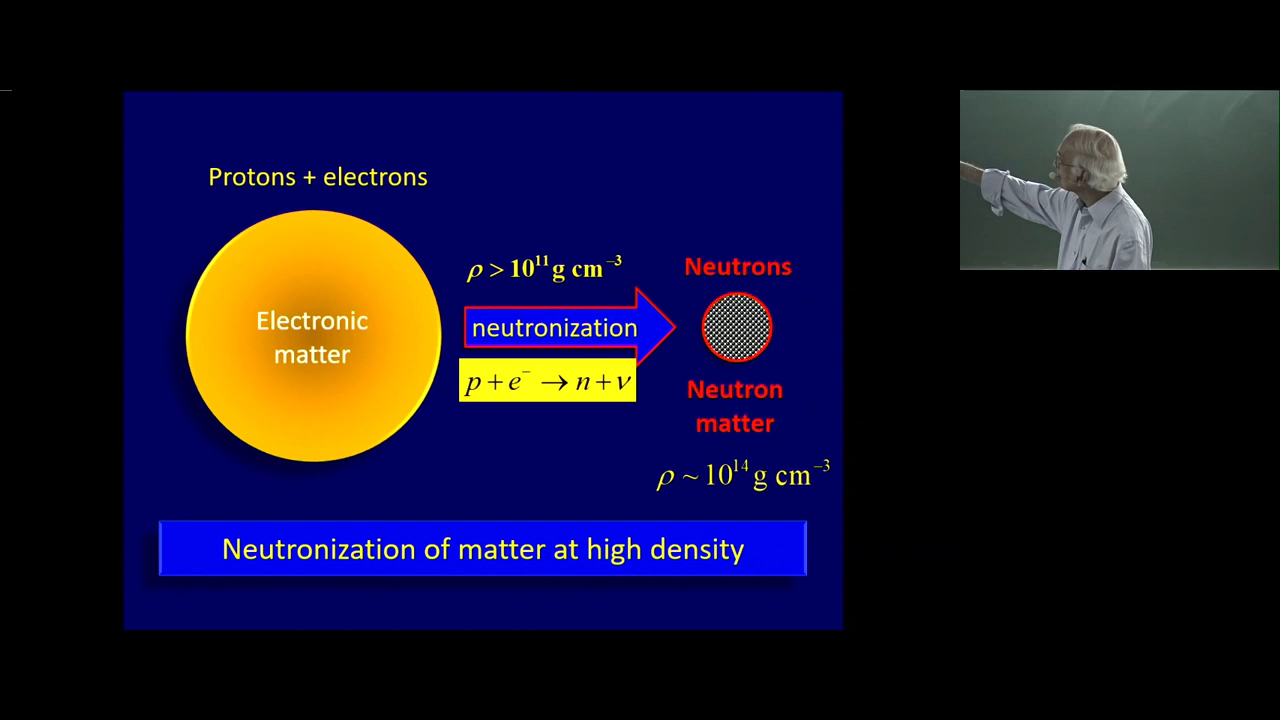 Protons + electrons
Electronic
matter
ρ > 10¹¹ g cm⁻³
neutronization
p + e⁻ → n + ν
Neutrons
Neutron
matter
ρ ~ 10¹⁴ g cm⁻³
Neutronization of matter at high density